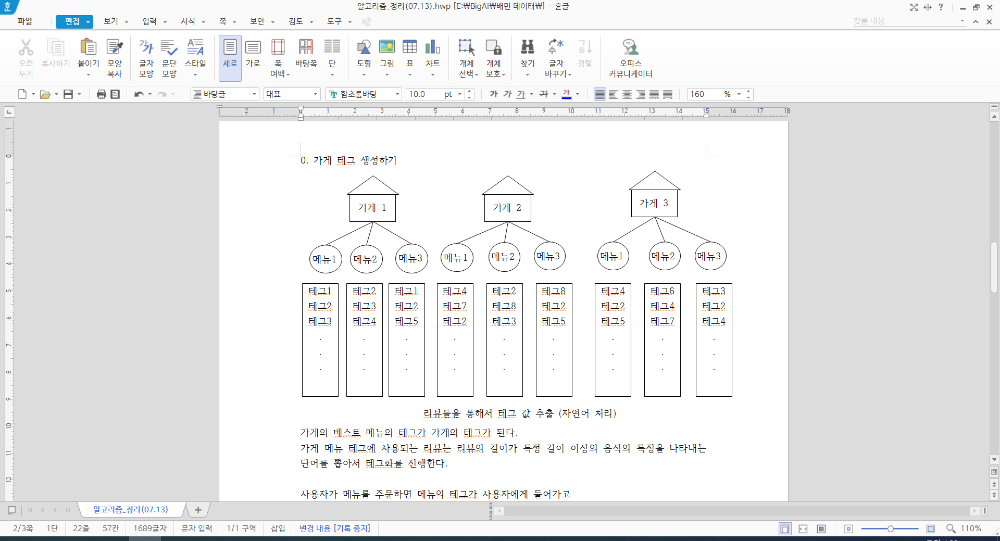 알고리즘_정리(07.13).hwp [E:\BigAI\배민 데이터\] - 훈글
파일 편집 보기 입력 서식 쪽 보안 검토 도구 찾을 내용
오려 두기 복사하기 붙이기 모양 복사 글자 모양 문단 모양 스타일 세로 가로 쪽 여백 바탕쪽 단 도형 그림 표 차트 개체 선택 개체 보호 찾기 글자 바꾸기 정렬 오피스 커뮤니케이터
바탕글 대표 함초롬바탕 10.0 pt 가 가 가 가 가 160 %
2 1 0 1 2 3 4 5 6 7 8 9 10 11 12 13 14 15 16 17 18
1 0 1 2 3 4 5 6 7 8 9 10 11 12
0. 가게 테그 생성하기
가게 1 가게 2 가게 3
메뉴1 메뉴2 메뉴3 메뉴1 메뉴2 메뉴3 메뉴1 메뉴2 메뉴3
테그1 테그2 테그1 테그4 테그2 테그8 테그4 테그6 테그3
테그2 테그3 테그2 테그7 테그8 테그2 테그2 테그4 테그2
테그3 테그4 테그5 테그2 테그3 테그5 테그5 테그7 테그4
. . . . . . . . .
. . . . . . . . .
. . . . . . . . .
리뷰들을 통해서 테그 값 추출 (자연어 처리)
가게의 베스트 메뉴의 테그가 가게의 테그가 된다.
가게 메뉴 테그에 사용되는 리뷰는 리뷰의 길이가 특정 길이 이상의 음식의 특징을 나타내는
단어를 뽑아서 테그화를 진행한다.
사용자가 메뉴를 주문하면 메뉴의 테그가 사용자에게 들어가고
알고리즘_정리(07.13)
2/3쪽 1단 22줄 57칸 1689글자 문자 입력 1/1 구역 삽입 변경 내용 [기록 중지] 110%